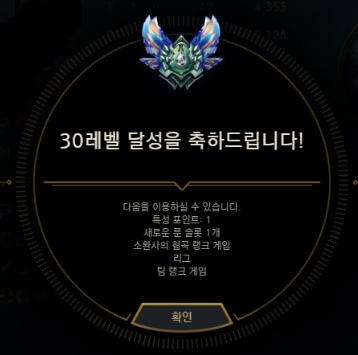 4,355
30레벨 달성을 축하드립니다!
다음을 이용하실 수 있습니다.
특성 포인트: 1
새로운 룬 슬롯 1개
소환사의 협곡 랭크 게임
리그
팀 랭크 게임
확인